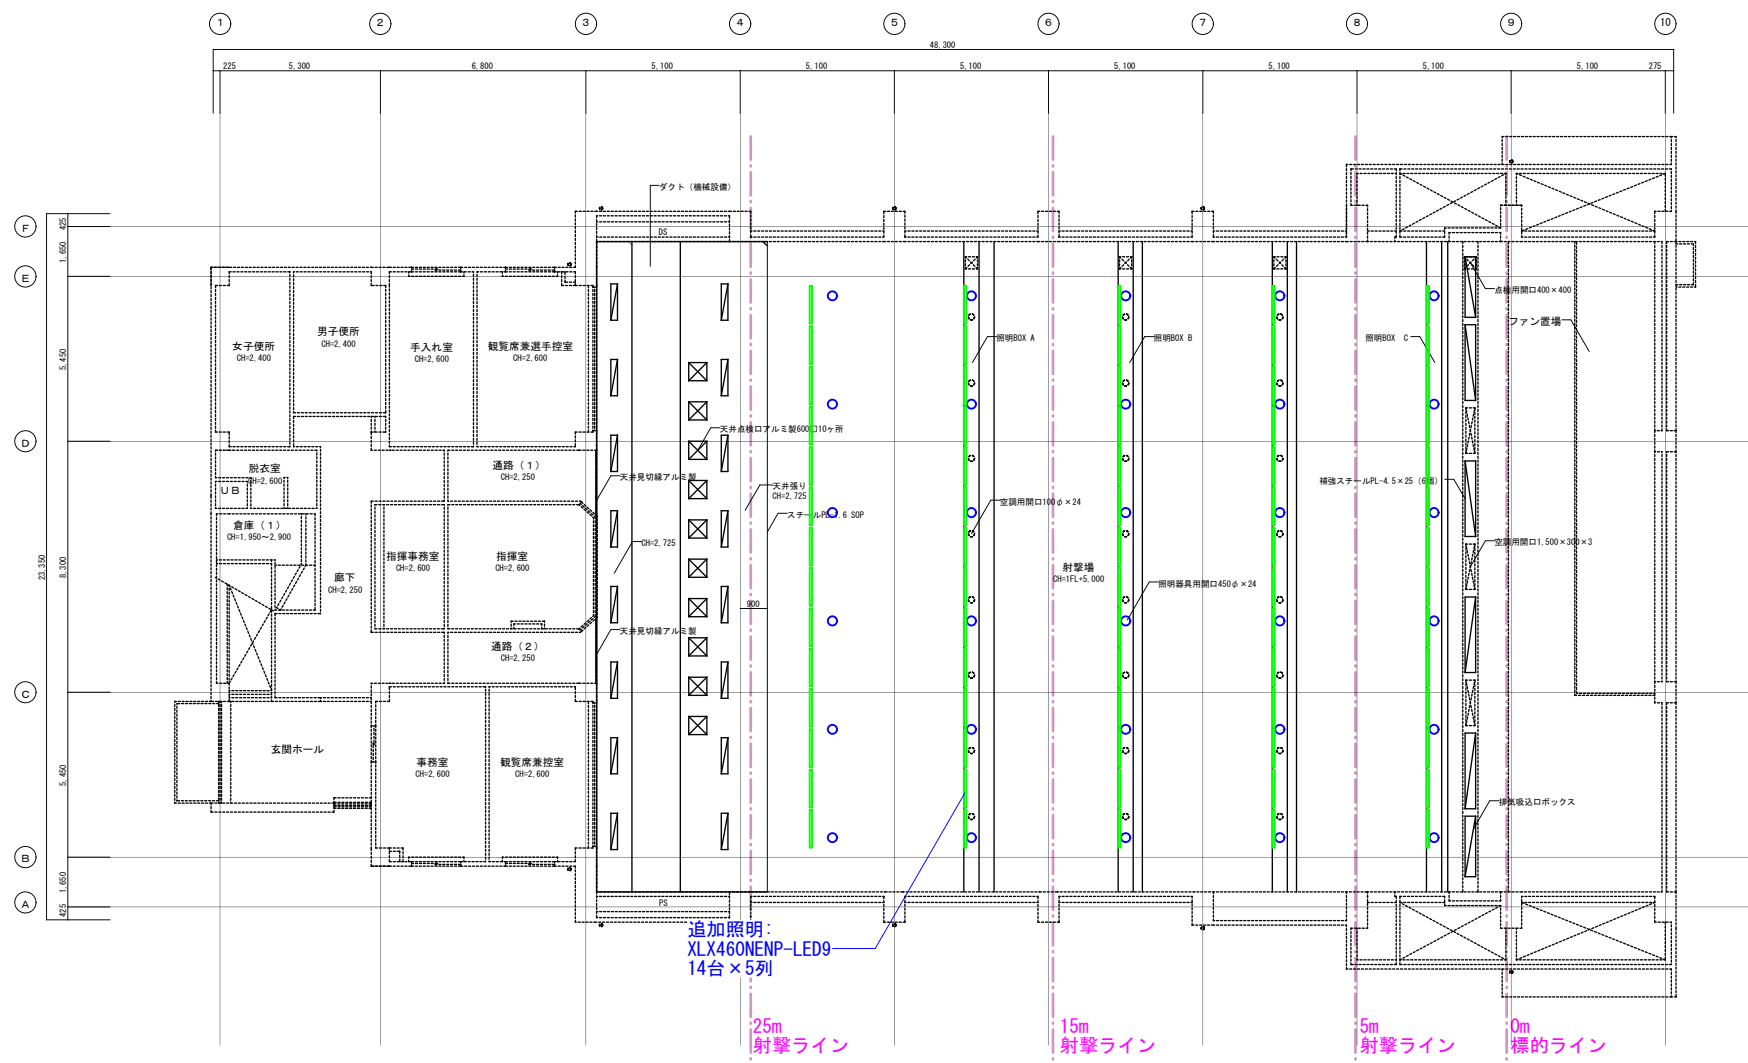 1 2 3 4 5 6 7 8 9 10
48,300
225 5,300 6,800 5,100 5,100 5,100 5,100 5,100 5,100 5,100 275
ダクト（機械設備）
F
E
D
C
B
A
425
1,650
5,450
8,300
5,450
1,650
425
23,350
DS
女子便所
CH=2,400
男子便所
CH=2,400
手入れ室
CH=2,600
観覧席兼選手控室
CH=2,600
照明BOX A
照明BOX B
照明BOX C
点検用開口400×400
ファン置場
天井点検口アルミ製600□10ヶ所
脱衣室
CH=2,600
UB
通路（1）
CH=2,250
天井見切縁アルミ製
天井張り
CH=2,725
補強スチールPL-4.5×25（6個）
倉庫（1）
CH=1,950～2,900
空調用開口100φ×24
スチールPL-1.6 SOP
指揮事務室
CH=2,600
指揮室
CH=2,600
CH=2,725
空調用開口1,500×300×3
廊下
CH=2,250
射撃場
CH=1FL+5,000
照明器具用開口450φ×24
900
天井見切縁アルミ製
通路（2）
CH=2,250
玄関ホール
事務室
CH=2,600
観覧席兼控室
CH=2,600
排気吸込口ボックス
PS
追加照明：
XLX460NENP-LED9
14台×5列
25m
射撃ライン
15m
射撃ライン
5m
射撃ライン
0m
標的ライン